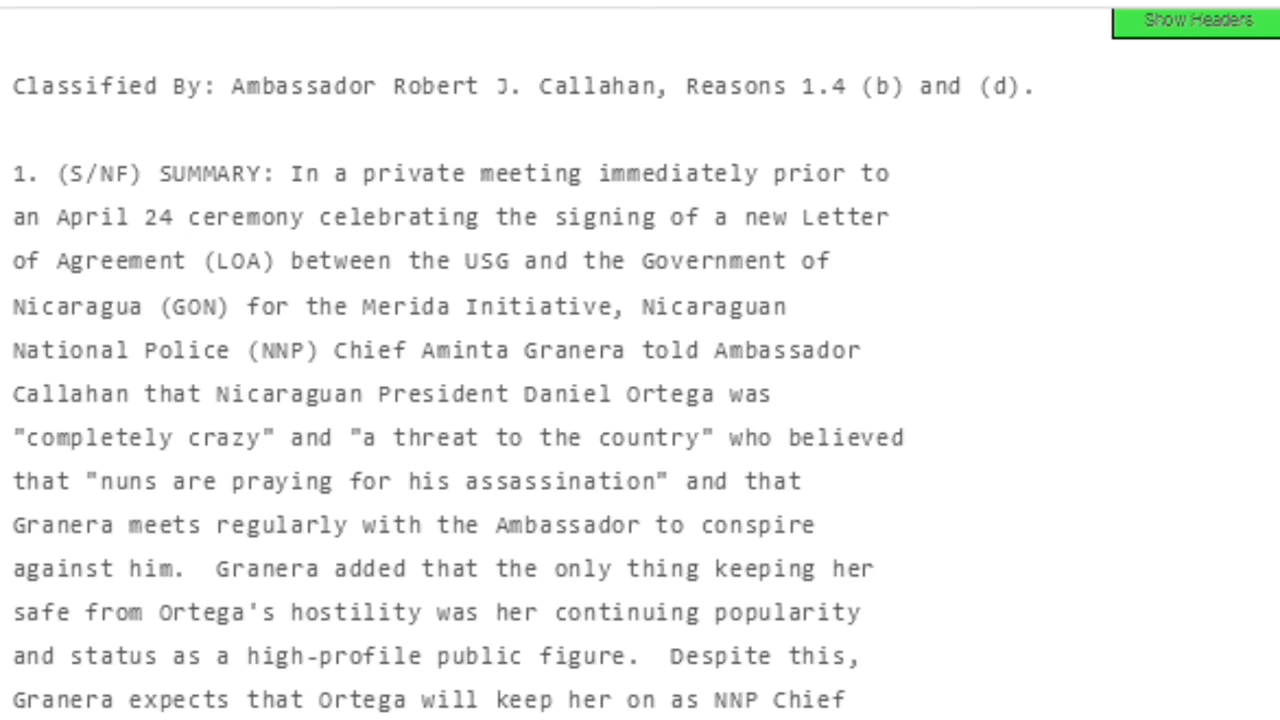 Show Headers
Classified By: Ambassador Robert J. Callahan, Reasons 1.4 (b) and (d).
1. (S/NF) SUMMARY: In a private meeting immediately prior to
an April 24 ceremony celebrating the signing of a new Letter
of Agreement (LOA) between the USG and the Government of
Nicaragua (GON) for the Merida Initiative, Nicaraguan
National Police (NNP) Chief Aminta Granera told Ambassador
Callahan that Nicaraguan President Daniel Ortega was
"completely crazy" and "a threat to the country" who believed
that "nuns are praying for his assassination" and that
Granera meets regularly with the Ambassador to conspire
against him.  Granera added that the only thing keeping her
safe from Ortega's hostility was her continuing popularity
and status as a high-profile public figure.  Despite this,
Granera expects that Ortega will keep her on as NNP Chief